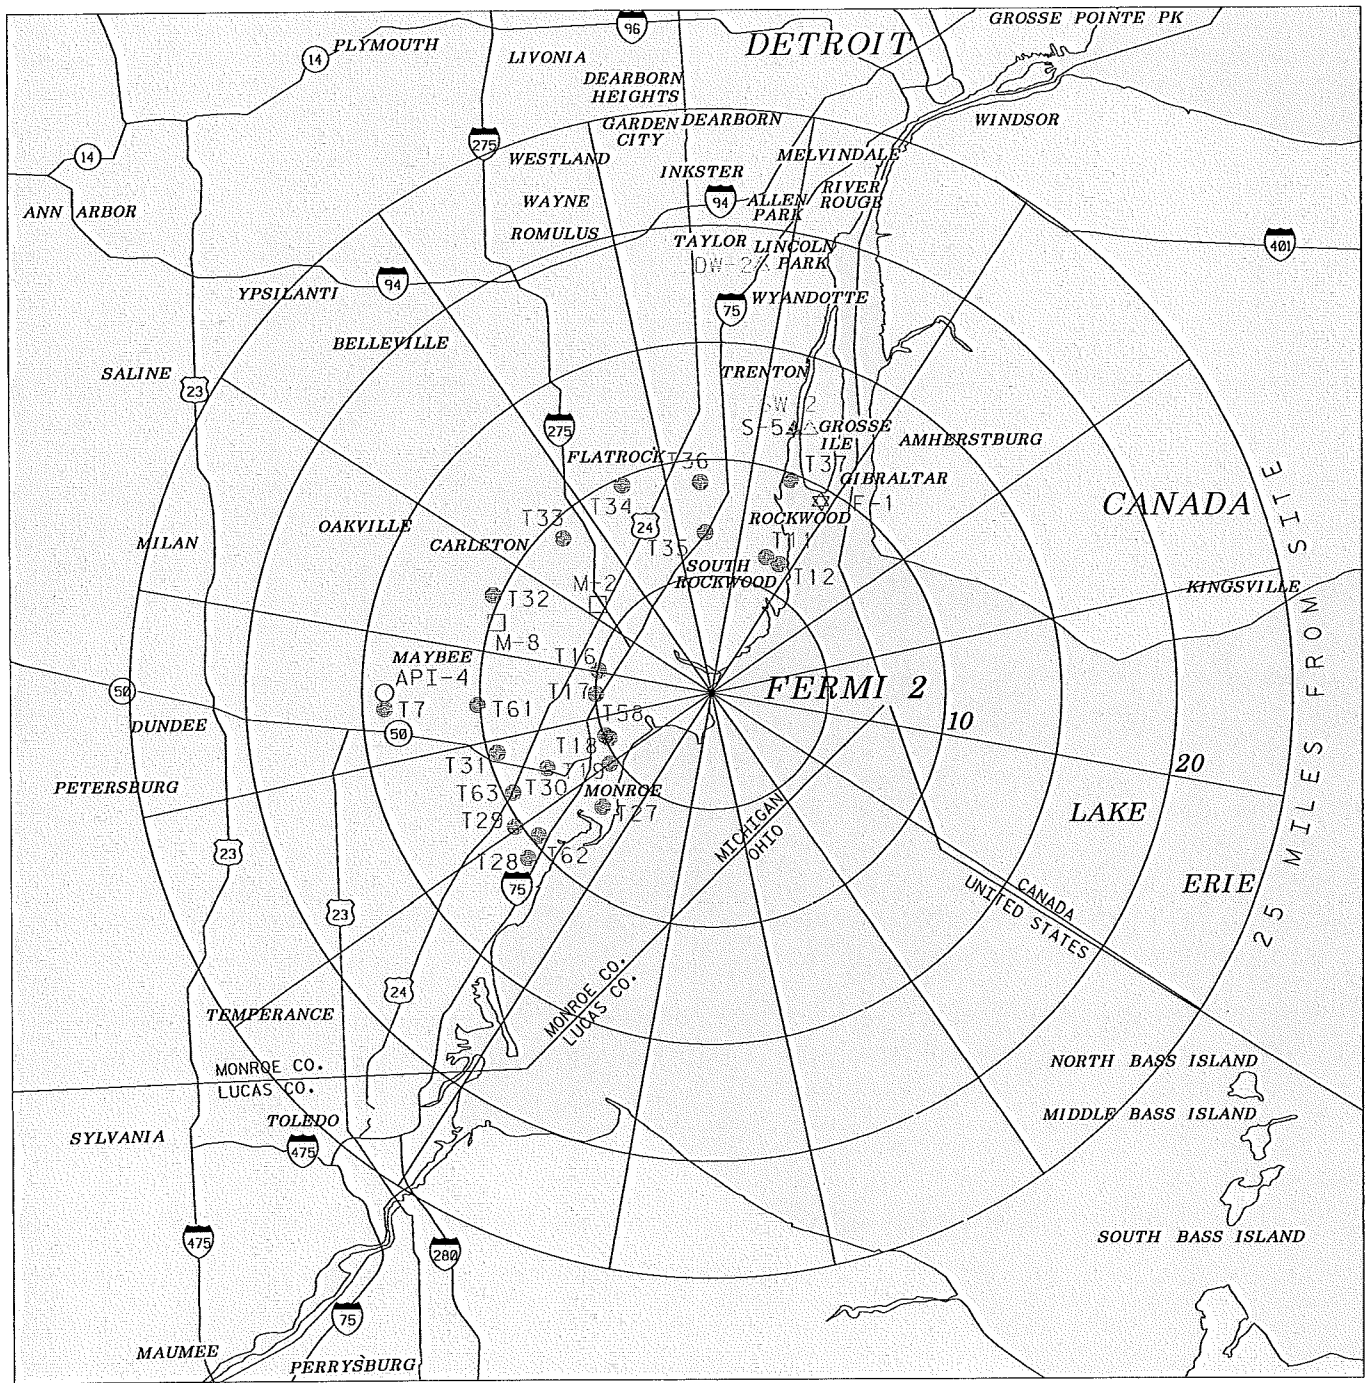 GROSSE POINTE PK
96
PLYMOUTH
DETROIT
14
LIVONIA
DEARBORN
HEIGHTS
GARDEN
CITY
DEARBORN
WINDSOR
275
14
WESTLAND
MELVINDALE
INKSTER
94
ALLEN
PARK
RIVER
ROUGE
WAYNE
ANN ARBOR
ROMULUS
TAYLOR
LINCOLN
PARK
401
DW-2
94
YPSILANTI
WYANDOTTE
75
BELLEVILLE
SALINE
23
TRENTON
SW-2
S-5
GROSSE
ILE
275
AMHERSTBURG
FLATROCK
T36
T37
GIBRALTAR
T34
F-1
CANADA
OAKVILLE
T33
24
ROCKWOOD
MILAN
CARLETON
T35
T11
SOUTH
ROCKWOOD
T12
M-2
KINGSVILLE
T32
M-8
MAYBEE
T16
API-4
50
T17
FERMI 2
T7
T61
10
DUNDEE
50
T58
T18
T31
T19
20
PETERSBURG
T63
T30
MONROE
T27
LAKE
T29
MICHIGAN
OHIO
23
T28
T62
75
ERIE
CANADA
UNITED STATES
25 MILES FROM SITE
23
24
MONROE CO.
LUCAS CO.
TEMPERANCE
MONROE CO.
LUCAS CO.
NORTH BASS ISLAND
MIDDLE BASS ISLAND
TOLEDO
SYLVANIA
475
SOUTH BASS ISLAND
475
280
75
MAUMEE
PERRYSBURG